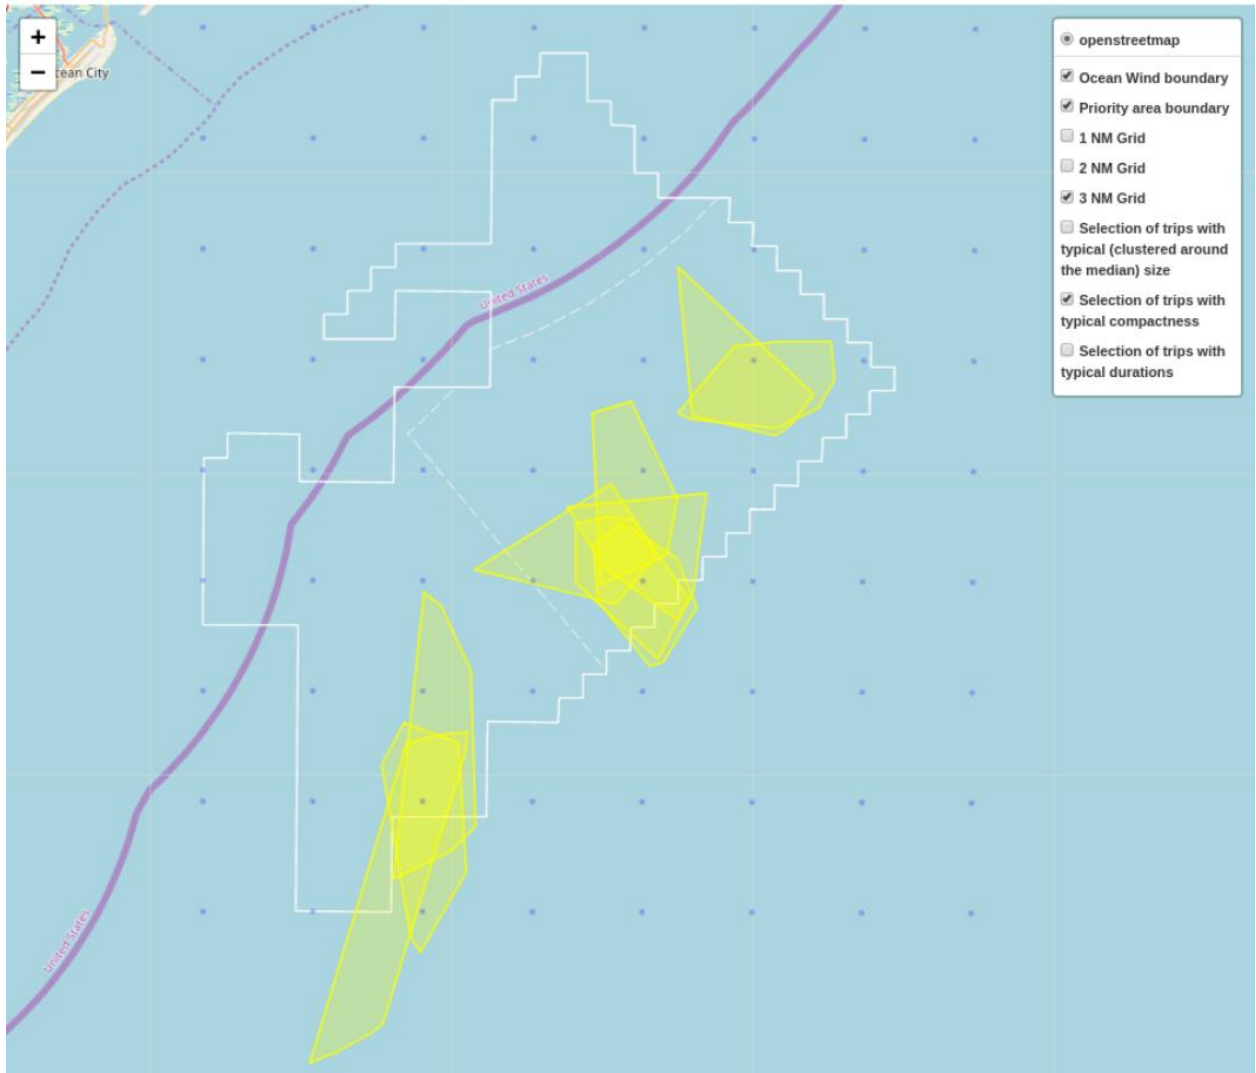 +
−
cean City
openstreetmap
Ocean Wind boundary
Priority area boundary
1 NM Grid
2 NM Grid
3 NM Grid
Selection of trips with
typical (clustered around
the median) size
Selection of trips with
typical compactness
Selection of trips with
typical durations
United States
United States